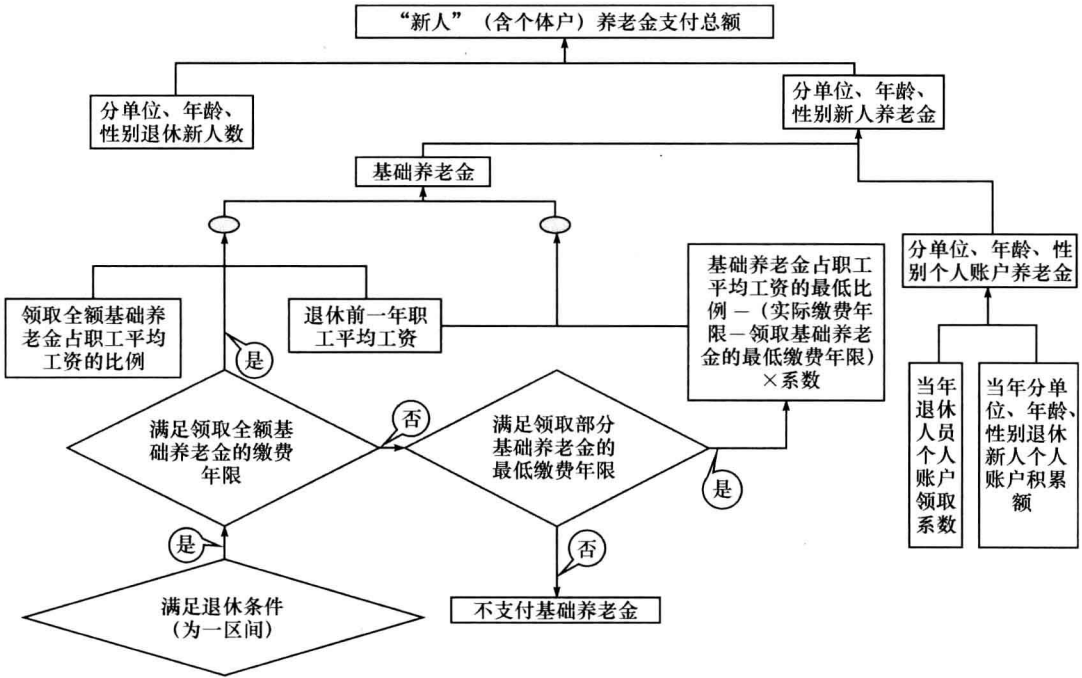 “新人”（含个体户）养老金支付总额
分单位、年龄、
性别退休新人数
分单位、年龄、
性别新人养老金
基础养老金
分单位、年龄、性
别个人账户养老金
领取全额基础养
老金占职工平均
工资的比例
退休前一年职
工平均工资
基础养老金占职工
平均工资的最低比
例－（实际缴费年
限－领取基础养老
金的最低缴费年限）
×系数
是
满足领取全额基
础养老金的缴费
年限
否
满足领取部分
基础养老金的
最低缴费年限
是
当年
退休
人员
个人
账户
领取
系数
当年分单
位、年龄、
性别退休
新人个人
账户积累
额
是
否
满足退休条件
（为一区间）
不支付基础养老金